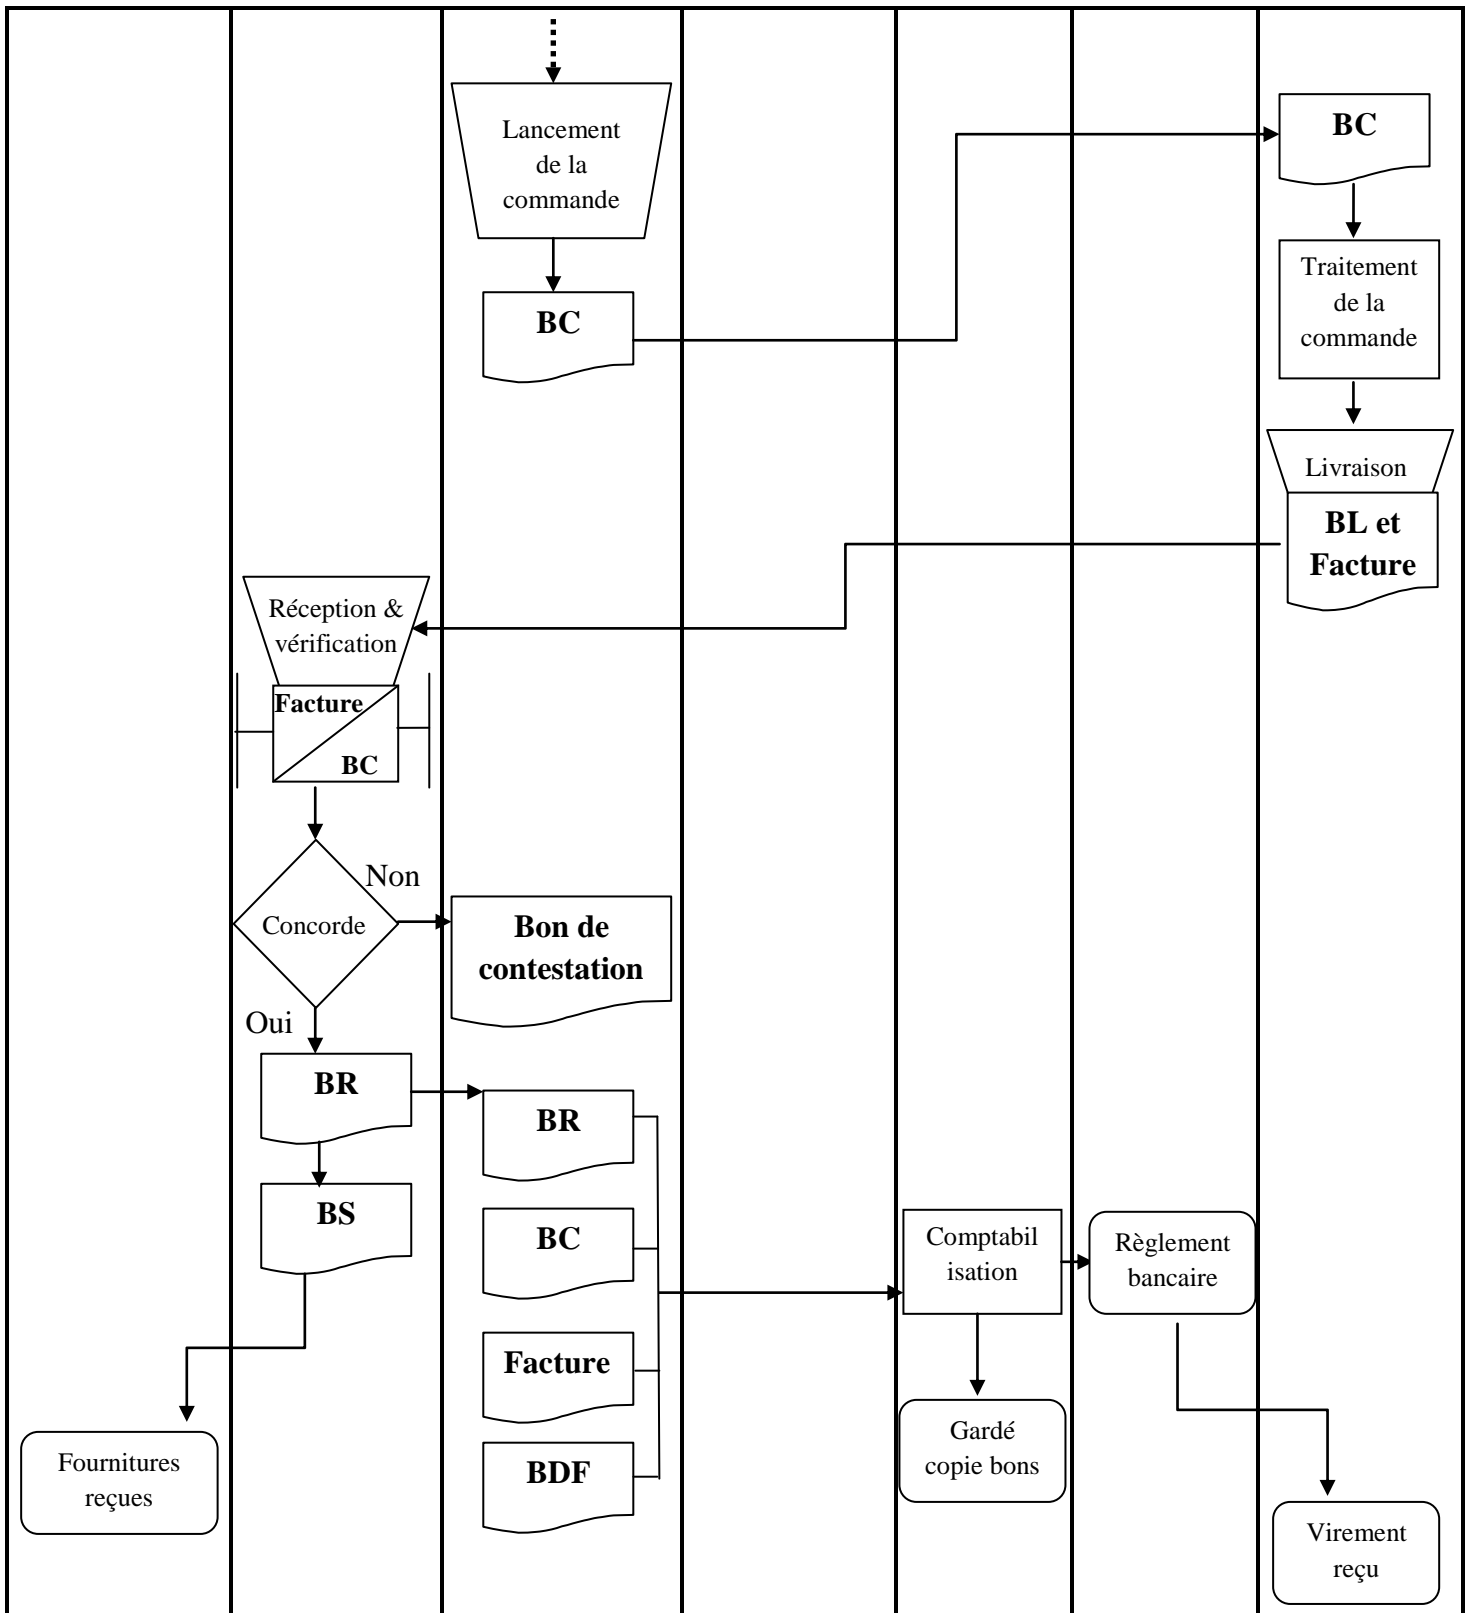 Lancement
de la
commande
BC
BC
Traitement
de la
commande
Livraison
BL et
Facture
Réception &
vérification
Facture
BC
Concorde
Non
Oui
Bon de
contestation
BR
BS
BR
BC
Facture
BDF
Comptabil
isation
Règlement
bancaire
Gardé
copie bons
Fournitures
reçues
Virement
reçu